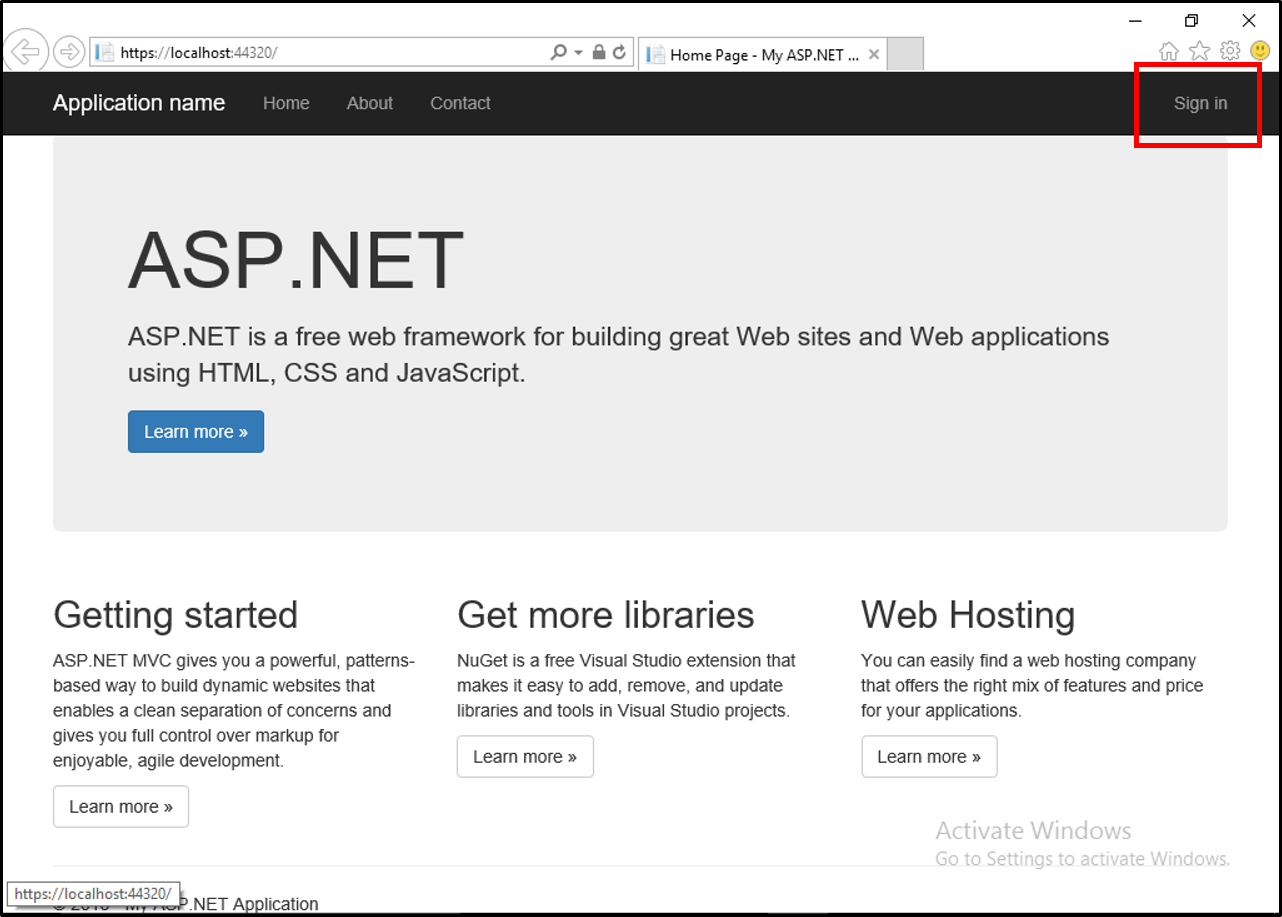 https://localhost:44320/
Home Page - My ASP.NET ...
Application name
Home
About
Contact
Sign in
ASP.NET
ASP.NET is a free web framework for building great Web sites and Web applications
using HTML, CSS and JavaScript.
Learn more »
Getting started
ASP.NET MVC gives you a powerful, patterns-
based way to build dynamic websites that
enables a clean separation of concerns and
gives you full control over markup for
enjoyable, agile development.
Learn more »
Get more libraries
NuGet is a free Visual Studio extension that
makes it easy to add, remove, and update
libraries and tools in Visual Studio projects.
Learn more »
Web Hosting
You can easily find a web hosting company
that offers the right mix of features and price
for your applications.
Learn more »
Activate Windows
Go to Settings to activate Windows.
https://localhost:44320/
My ASP.NET Application